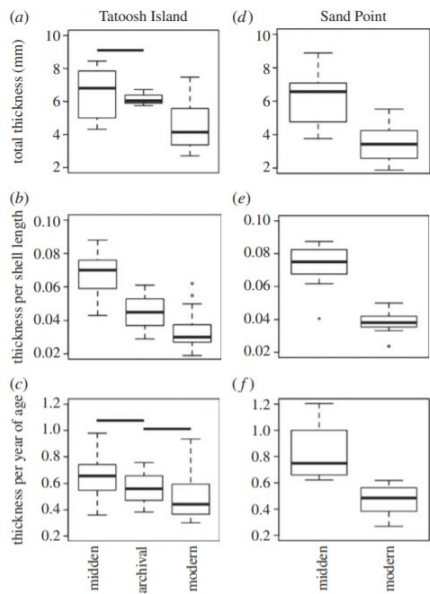 Tatoosh Island
Sand Point
(a)
total thickness (mm)
10
8
6
4
2
(d)
10
8
6
4
2
(b)
thickness per shell length
0.10
0.08
0.06
0.04
0.02
(e)
0.10
0.08
0.06
0.04
0.02
(c)
thickness per year of age
1.2
1.0
0.8
0.6
0.4
0.2
midden
archival
modern
(f)
1.2
1.0
0.8
0.6
0.4
0.2
midden
modern